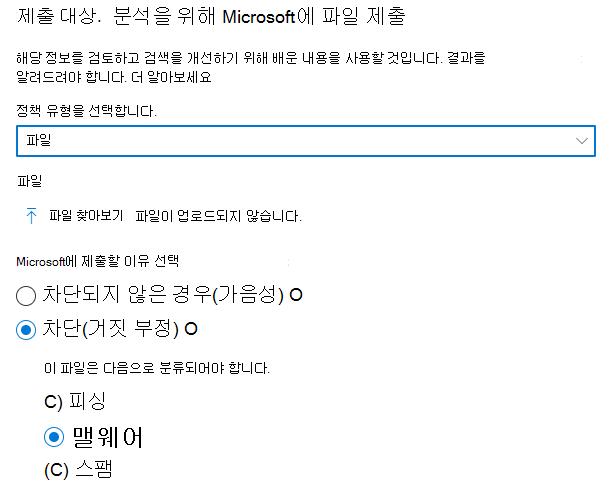 제출 대상. 분석을 위해 Microsoft에 파일 제출
해당 정보를 검토하고 검색을 개선하기 위해 배운 내용을 사용할 것입니다. 결과를
알려드려야 합니다. 더 알아보세요
정책 유형을 선택합니다.
파일
파일
파일 찾아보기 파일이 업로드되지 않습니다.
Microsoft에 제출할 이유 선택
차단되지 않은 경우(가음성) O
차단(거짓 부정) O
이 파일은 다음으로 분류되어야 합니다.
C) 피싱
맬웨어
(C) 스팸